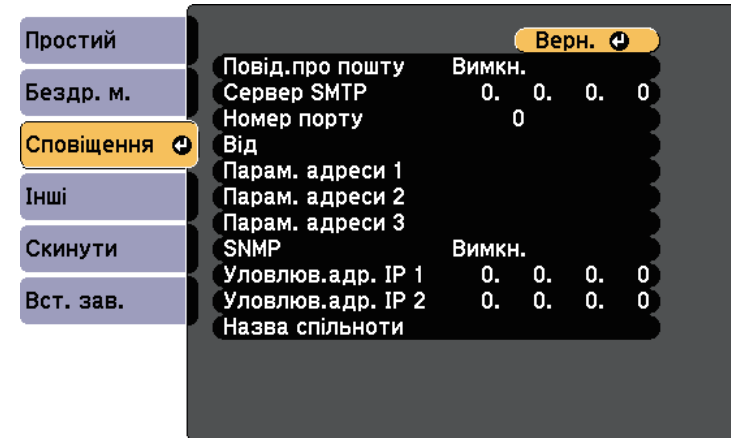 Простий
Бездр. м.
Сповіщення
Інші
Скинути
Вст. зав.
Верн.
Повід.про пошту Вимкн.
Сервер SMTP 0. 0. 0. 0
Номер порту 0
Від
Парам. адреси 1
Парам. адреси 2
Парам. адреси 3
SNMP Вимкн.
Уловлюв.адр. IP 1 0. 0. 0. 0
Уловлюв.адр. IP 2 0. 0. 0. 0
Назва спільноти